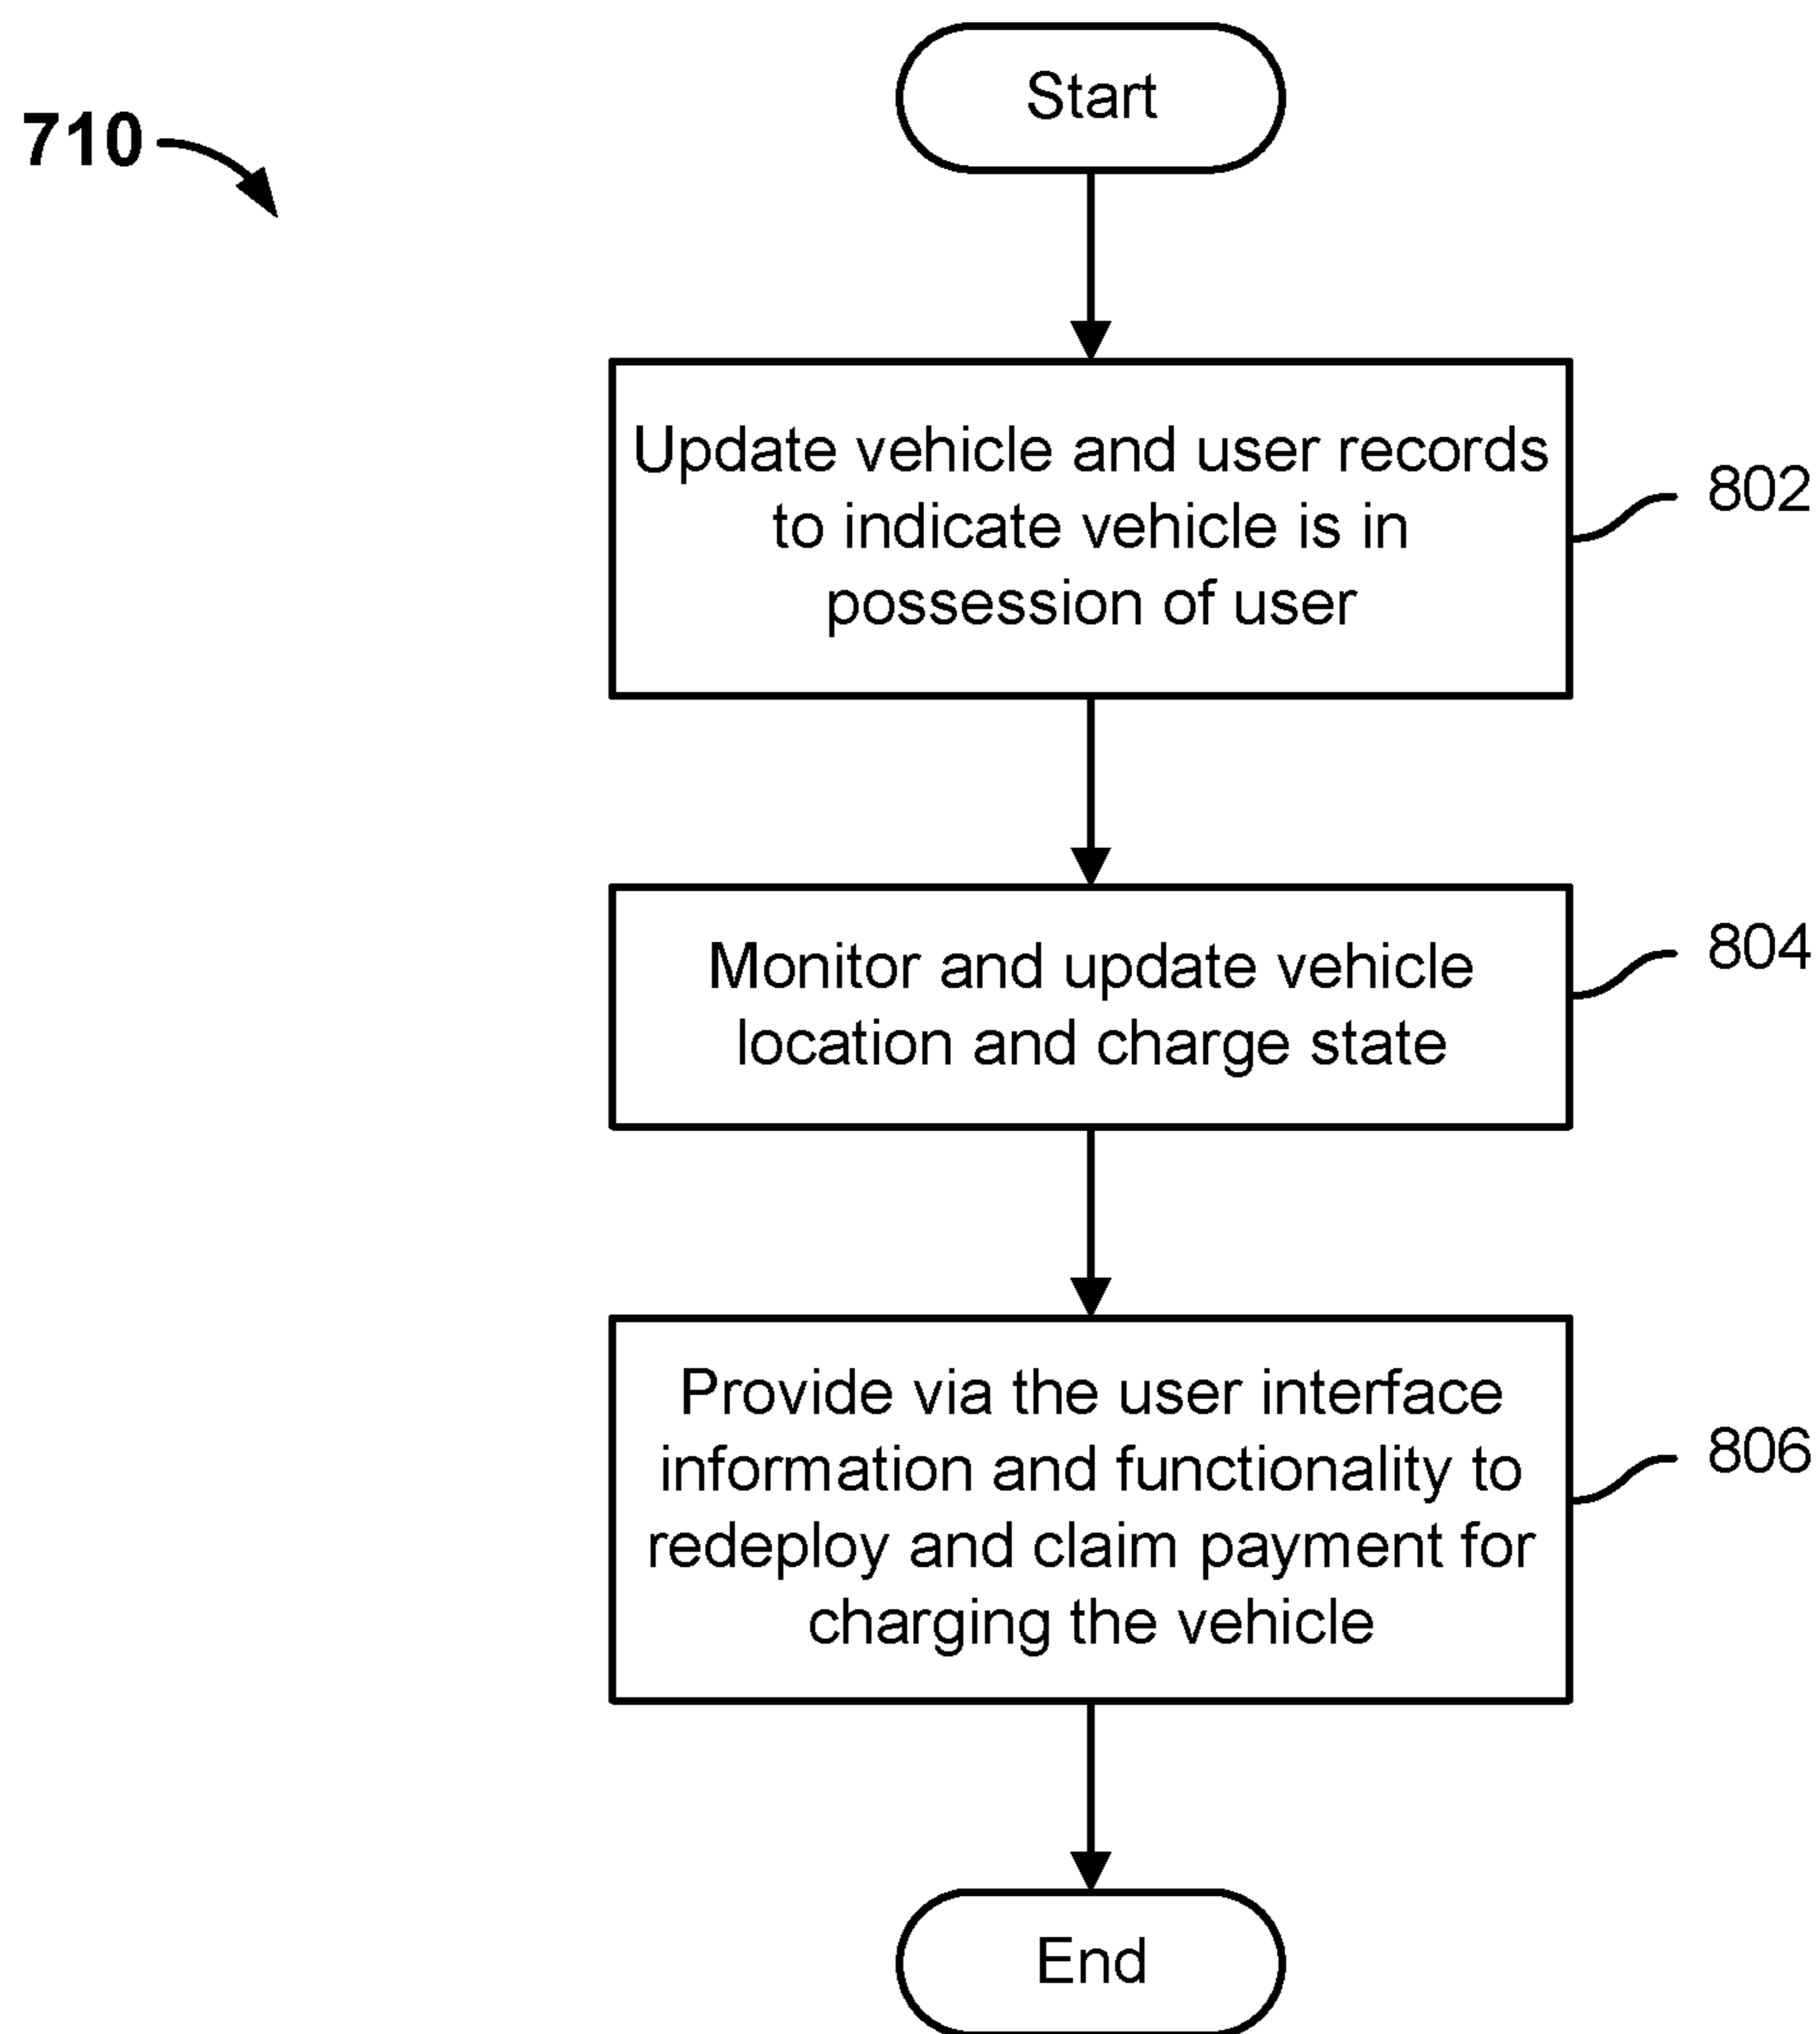 710
Start
Update vehicle and user records
to indicate vehicle is in
possession of user
802
Monitor and update vehicle
location and charge state
804
Provide via the user interface
information and functionality to
redeploy and claim payment for
charging the vehicle
806
End